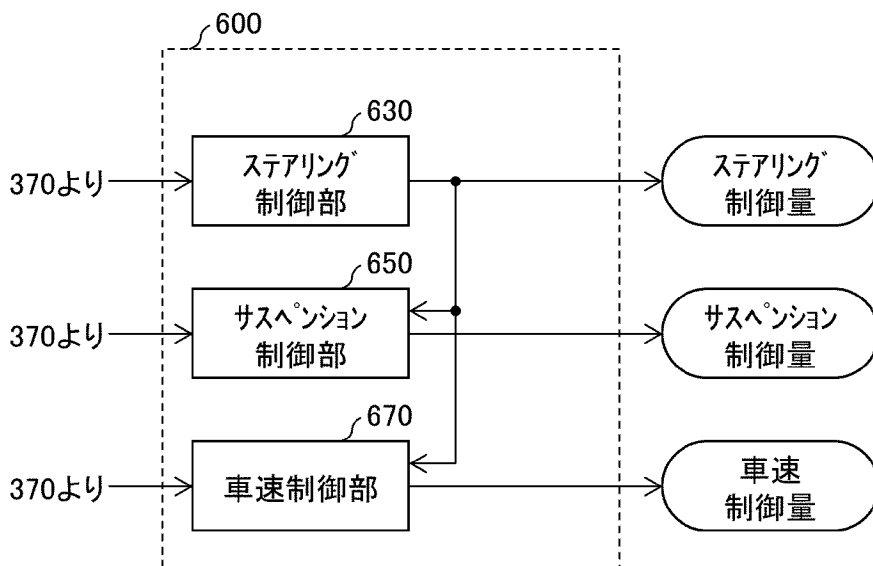 600
630
370より
ステアリング
制御部
ステアリング
制御量
650
370より
サスペンション
制御部
サスペンション
制御量
670
370より
車速制御部
車速
制御量